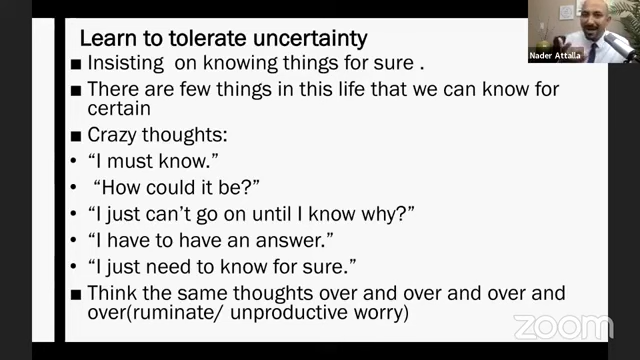 Learn to tolerate uncertainty
■ Insisting on knowing things for sure .
■ There are few things in this life that we can know for
certain
■ Crazy thoughts:
• “I must know.”
• “How could it be?”
• “I just can’t go on until I know why?”
• “I have to have an answer.”
• “I just need to know for sure.”
■ Think the same thoughts over and over and over and
over(ruminate/ unproductive worry)
Nader Attalla
zoom